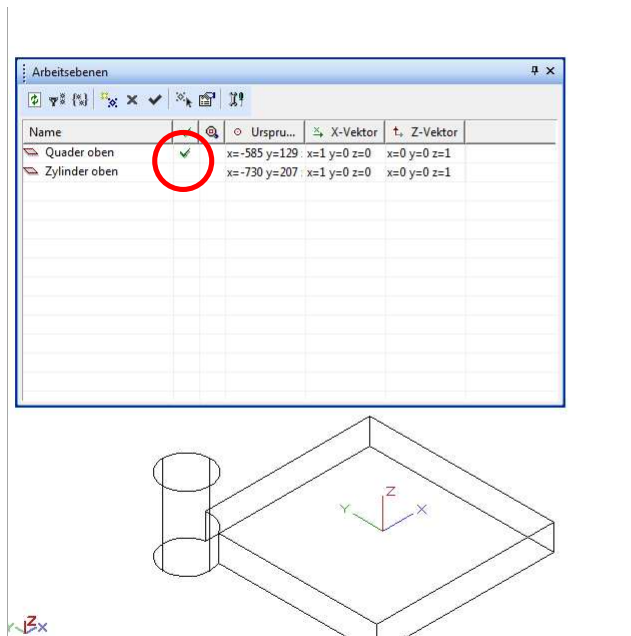 Arbeitsebenen
Name Urspru... X-Vektor Z-Vektor
Quader oben x=-585 y=129 x=1 y=0 z=0 x=0 y=0 z=1
Zylinder oben x=-730 y=207 x=1 y=0 z=0 x=0 y=0 z=1
Z
Y X
Z
Y X